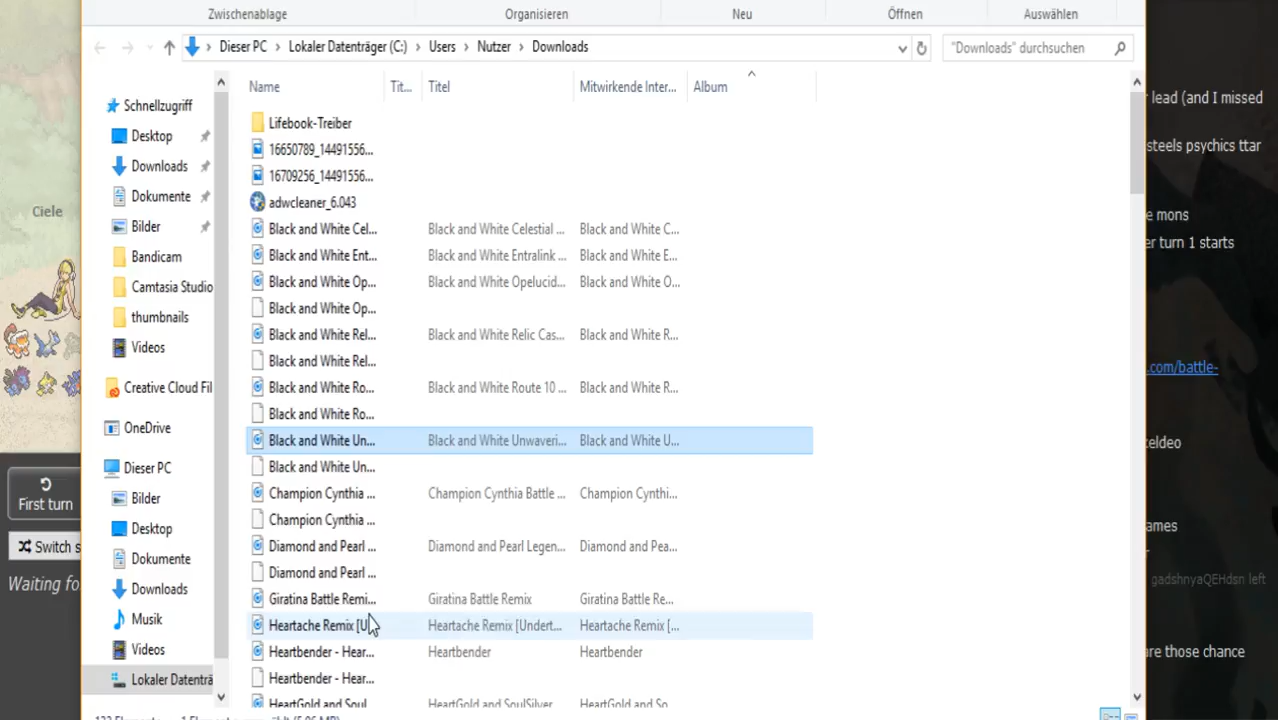 Zwischenablage Organisieren Neu Öffnen Auswählen
Dieser PC Lokaler Datenträger (C:) Users Nutzer Downloads "Downloads" durchsuchen
Name Tit... Titel Mitwirkende Inter... Album
Schnellzugriff
Desktop
Downloads
Dokumente
Bilder
Bandicam
Camtasia Studio
thumbnails
Videos
Creative Cloud Fil
OneDrive
Dieser PC
Bilder
Desktop
Dokumente
Downloads
Musik
Videos
Lokaler Datenträ
Lifebook-Treiber
16650789_14491556...
16709256_14491556...
adwcleaner_6.043
Black and White Cel... Black and White Celestial ... Black and White C...
Black and White Ent... Black and White Entralink ... Black and White E...
Black and White Op... Black and White Opelucid... Black and White O...
Black and White Op...
Black and White Rel... Black and White Relic Cas... Black and White R...
Black and White Rel...
Black and White Ro... Black and White Route 10 ... Black and White R...
Black and White Ro...
Black and White Un... Black and White Unwaveri... Black and White U...
Black and White Un...
Champion Cynthia ... Champion Cynthia Battle ... Champion Cynthi...
Champion Cynthia ...
Diamond and Pearl ... Diamond and Pearl Legen... Diamond and Pea...
Diamond and Pearl ...
Giratina Battle Remi... Giratina Battle Remix Giratina Battle Re...
Heartache Remix [U Heartache Remix [Undert... Heartache Remix [...
Heartbender - Hear... Heartbender Heartbender
Heartbender - Hear...
HeartGold and Soul HeartGold and SoulSilver HeartGold and So
Ciele
First turn
Switch s
Waiting fo
lead (and I missed
steels psychics ttar
e mons
er turn 1 starts
.com/battle-
eldeo
ames
gadshnyaQEHdsn left
are those chance